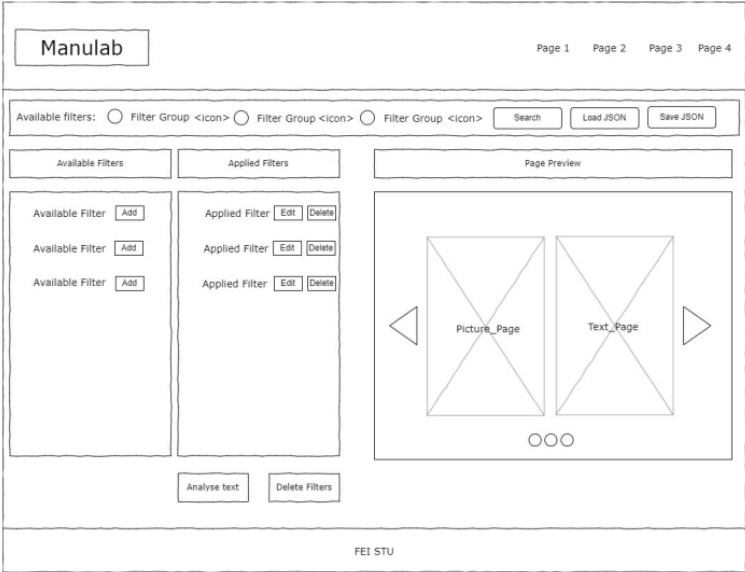 Manulab
Page 1 Page 2 Page 3 Page 4
Available filters: Filter Group <icon> Filter Group <icon> Filter Group <icon> Search Load JSON Save JSON
Available Filters Applied Filters Page Preview
Available Filter Add Applied Filter Edit Delete
Available Filter Add Applied Filter Edit Delete
Available Filter Add Applied Filter Edit Delete
Picture_Page Text_Page
Analyse text Delete Filters
FEI STU